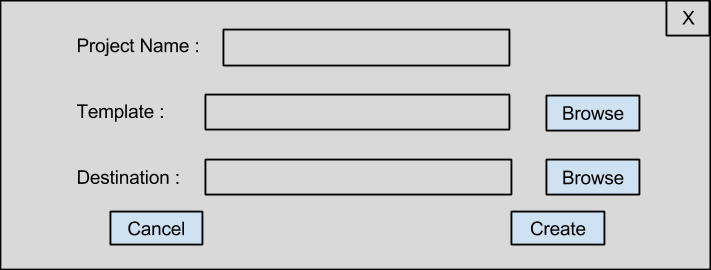 X
Project Name :
Template :
Browse
Destination :
Browse
Cancel
Create